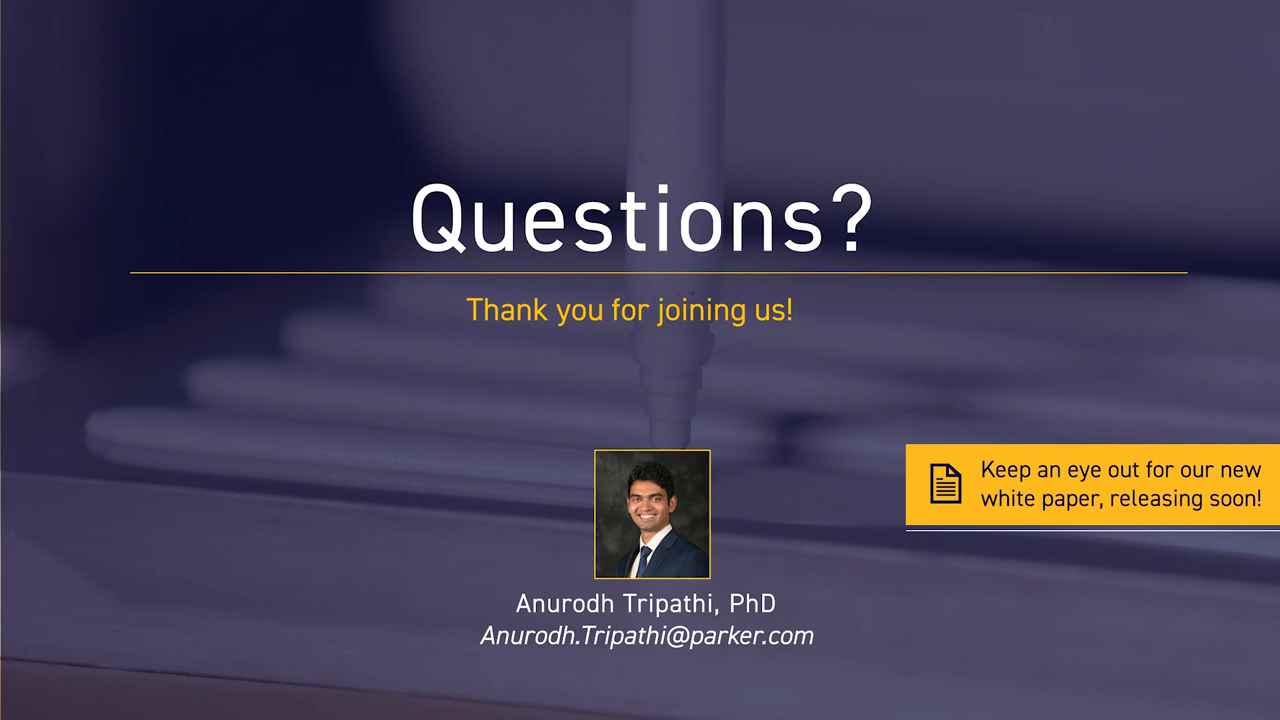 Questions?
Thank you for joining us!
Keep an eye out for our new
white paper, releasing soon!
Anurodh Tripathi, PhD
Anurodh.Tripathi@parker.com